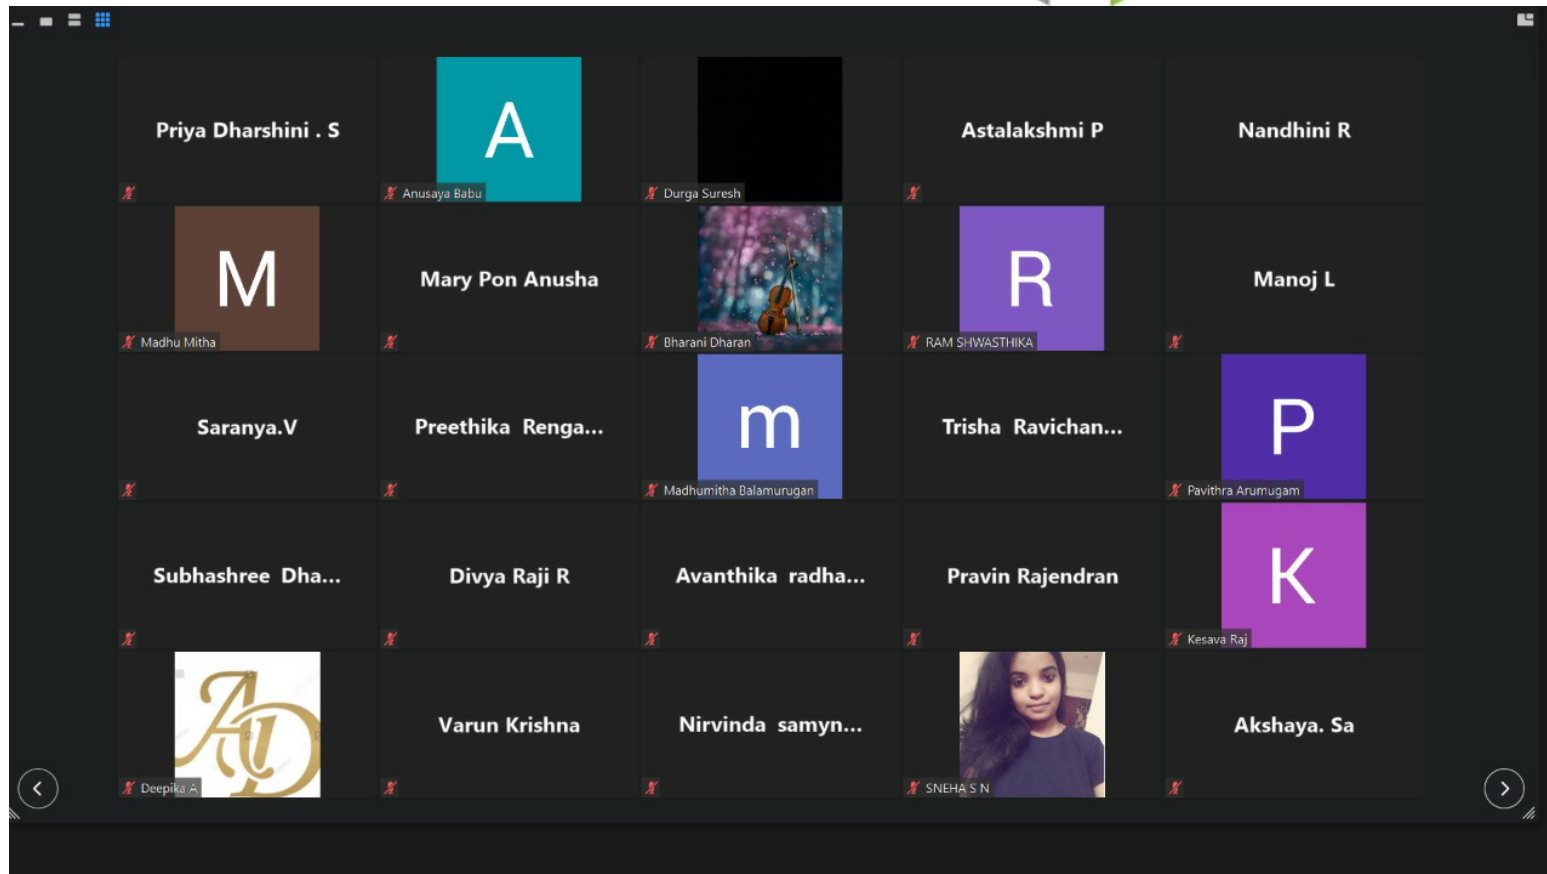 Priya Dharshini . S
A
Anusaya Babu
Durga Suresh
Astalakshmi P
Nandhini R
M
Madhu Mitha
Mary Pon Anusha
Bharani Dharan
R
RAM SHWASTHIKA
Manoj L
Saranya.V
Preethika Renga...
m
Madhumitha Balamurugan
Trisha Ravichan...
P
Pavithra Arumugam
Subhashree Dha...
Divya Raji R
Avanthika radha...
Pravin Rajendran
K
Kesava Raj
AD
Deepika A
Varun Krishna
Nirvinda samyn...
SNEHA S N
Akshaya. Sa